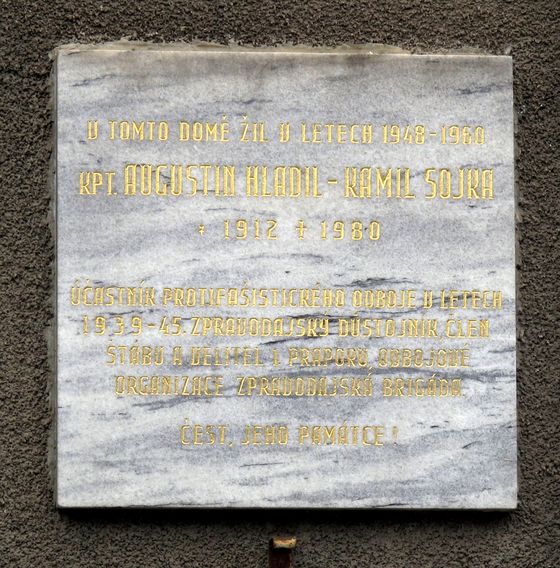 V TOMTO DOMĚ ŽIL V LETECH 1948-1960
KPT. AUGUSTIN HLADIL - KAMIL SOJKA
* 1912 ✝ 1980
ÚČASTNÍK PROTIFAŠISTICKÉHO ODBOJE V LETECH
1939-45. ZPRAVODAJSKÝ DŮSTOJNÍK, ČLEN
ŠTÁBU A VELITEL 1. PRAPORU, ODBOJOVÉ
ORGANIZACE ZPRAVODAJSKÁ BRIGÁDA.
ČEST, JEHO PAMÁTCE!